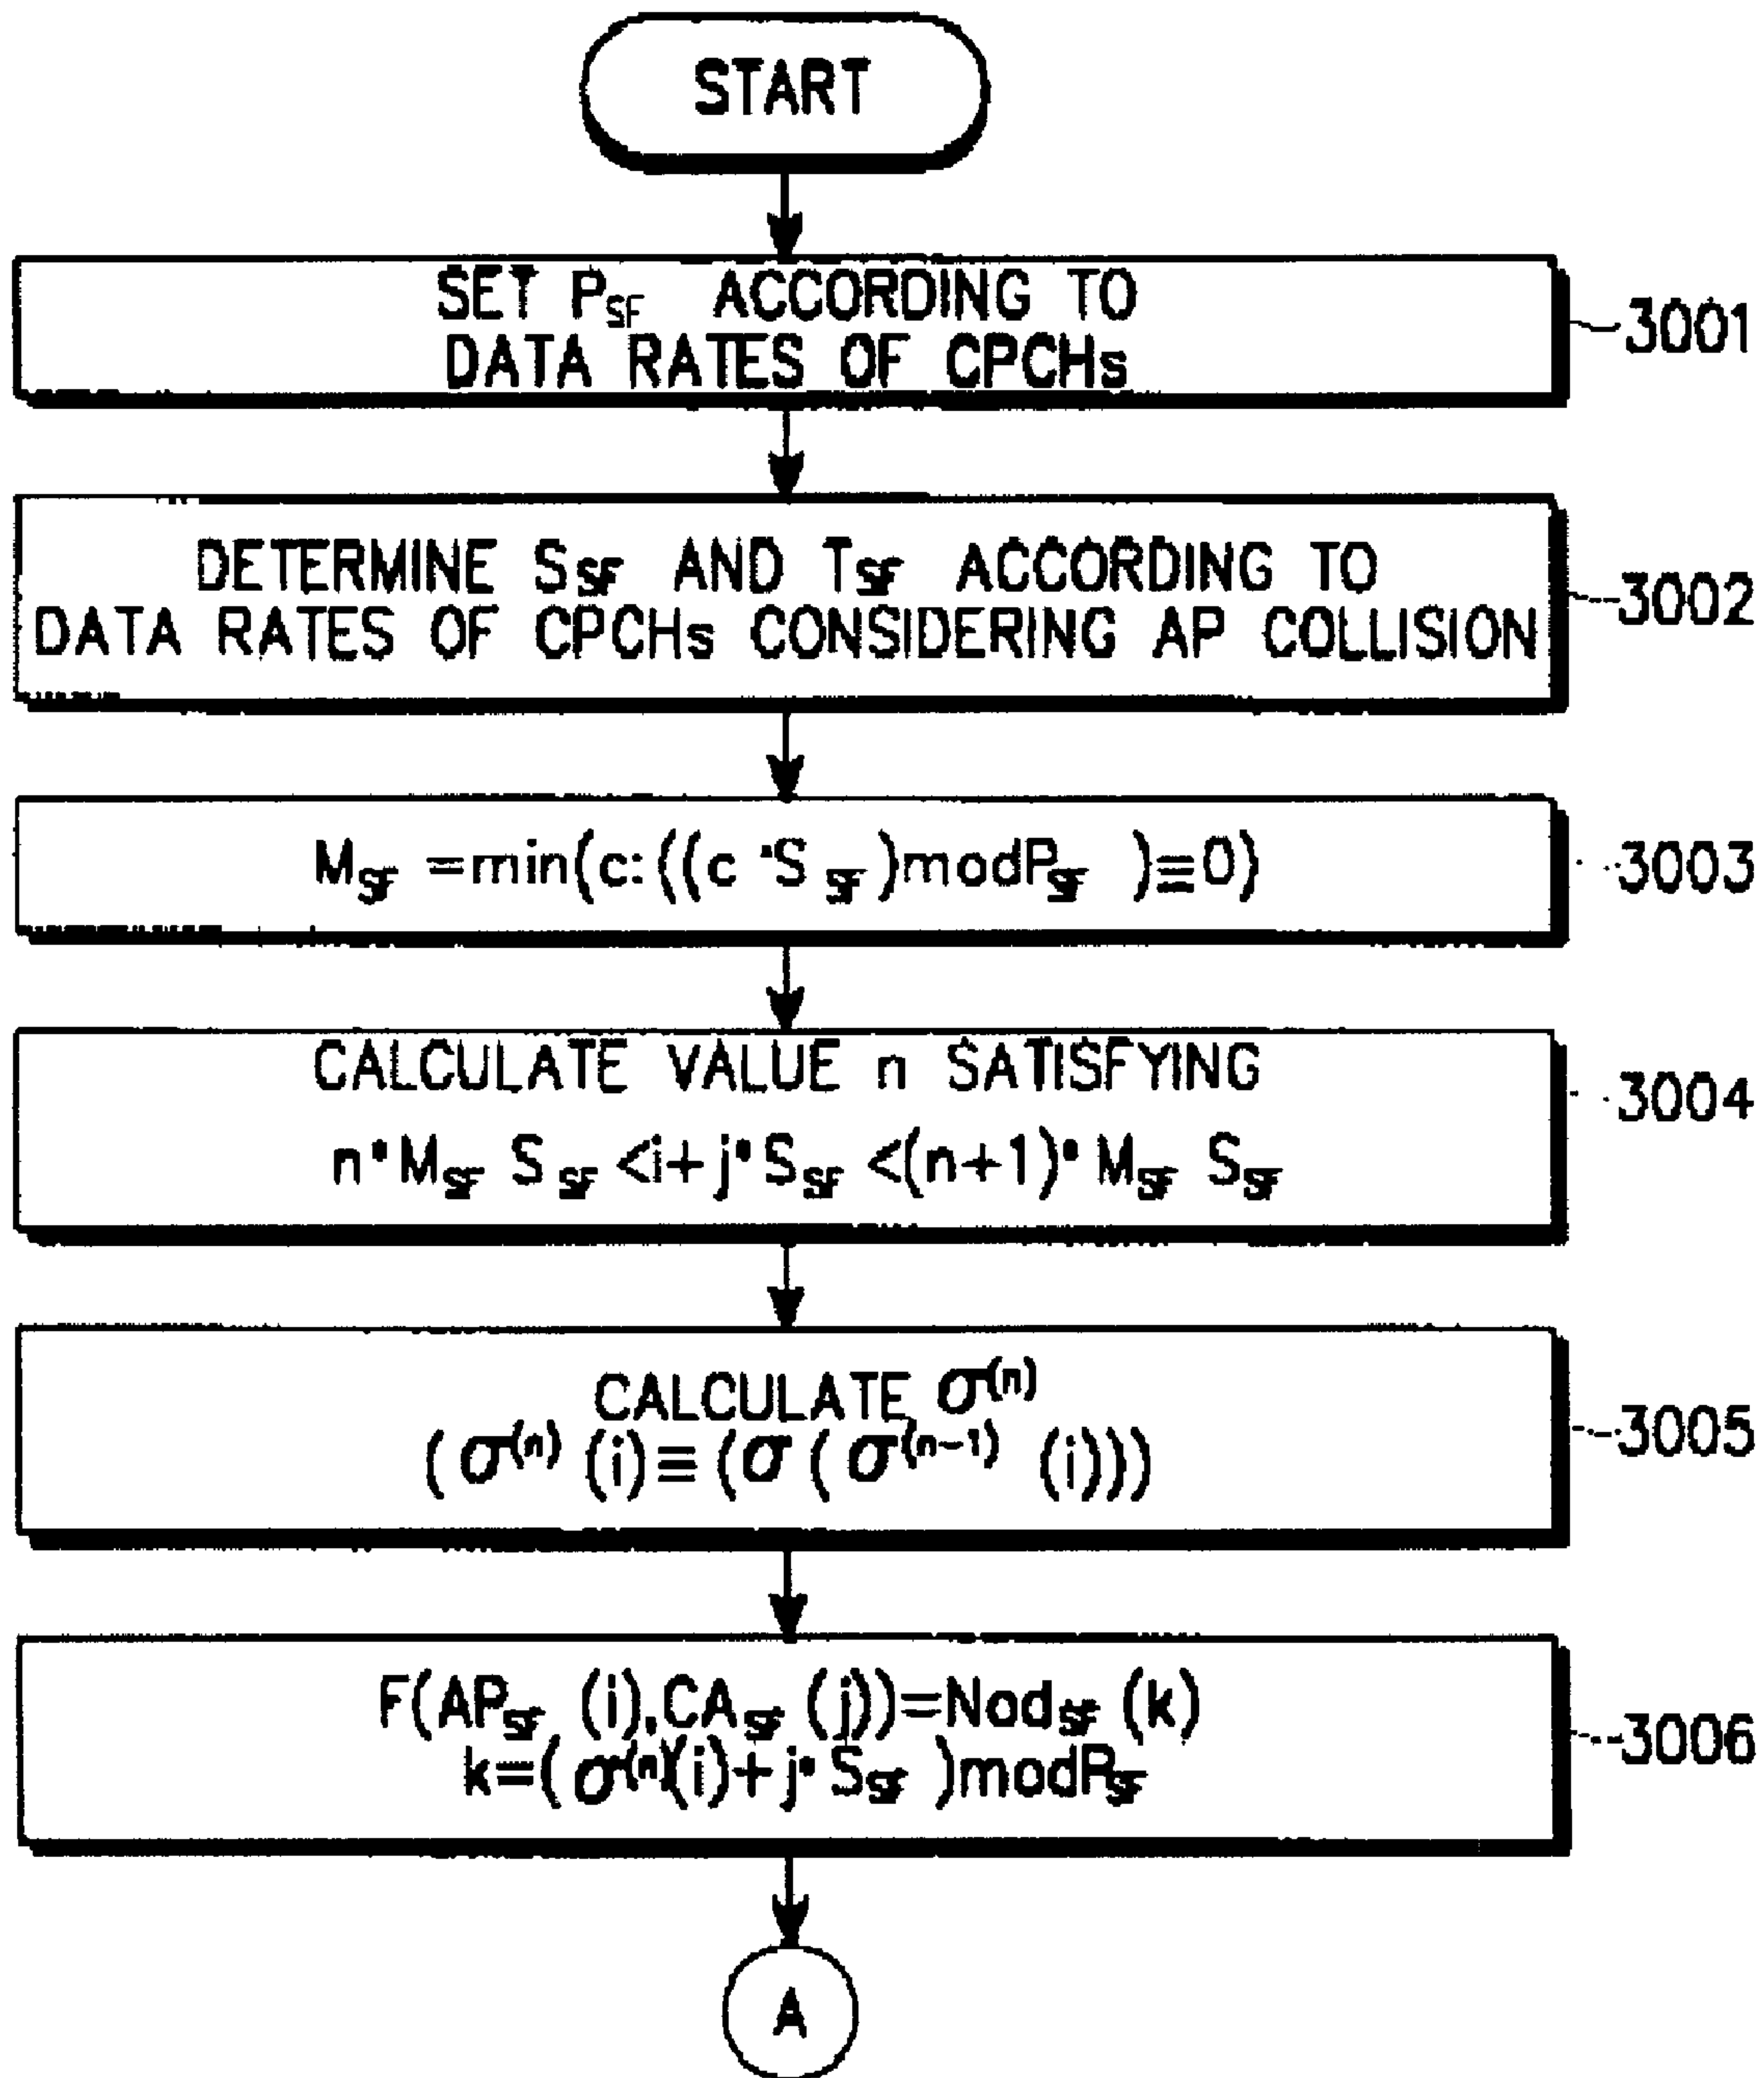 START
SET P_SF ACCORDING TO
DATA RATES OF CPCHs
3001
DETERMINE S_SF AND T_SF ACCORDING TO
DATA RATES OF CPCHs CONSIDERING AP COLLISION
3002
M_SF =min(c:((c·S_SF)modP_SF)≡0)
3003
CALCULATE VALUE n SATISFYING
n·M_SF S_SF <i+j·S_SF <(n+1)·M_SF S_SF
3004
CALCULATE σ^(n)
(σ^(n) (i)≡(σ(σ^(n-1) (i)))
3005
F(AP_SF (i),CA_SF (j))=Nod_SF (k)
k=(σ^(n)(i)+j·S_SF)modP_SF
3006
A